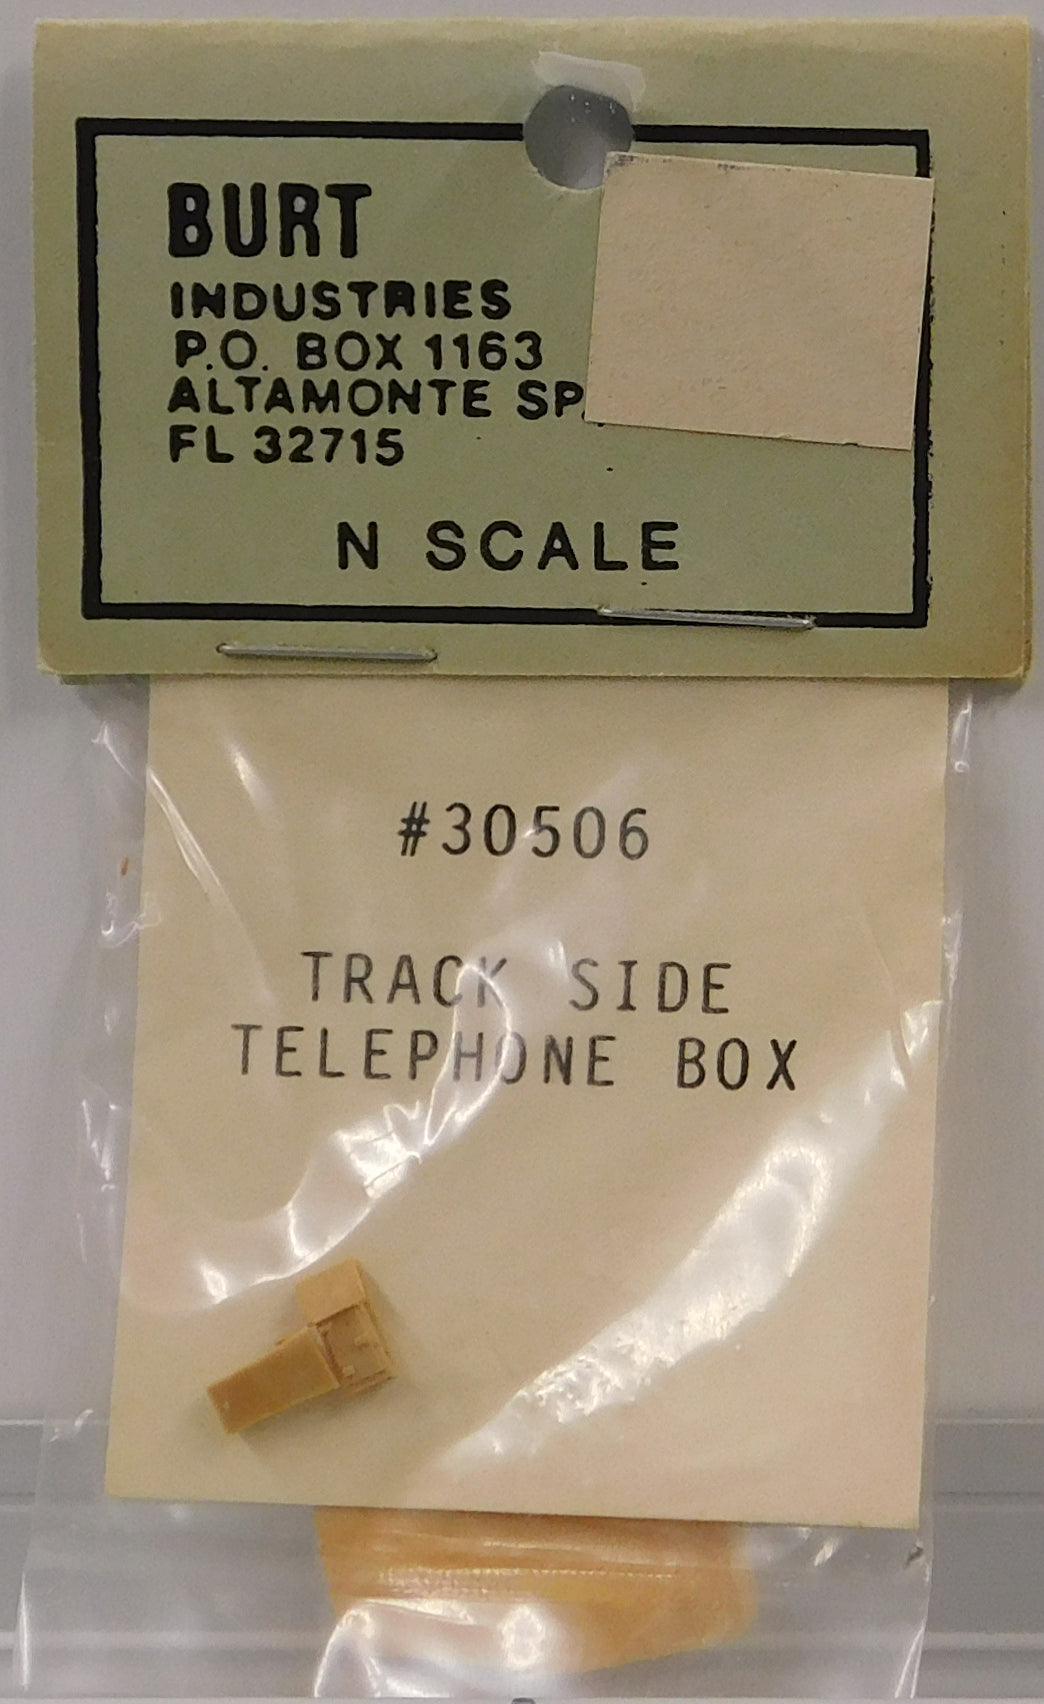 BURT
INDUSTRIES
P.O. BOX 1163
ALTAMONTE SP
FL 32715
N SCALE
#30506
TRACK SIDE
TELEPHONE BOX